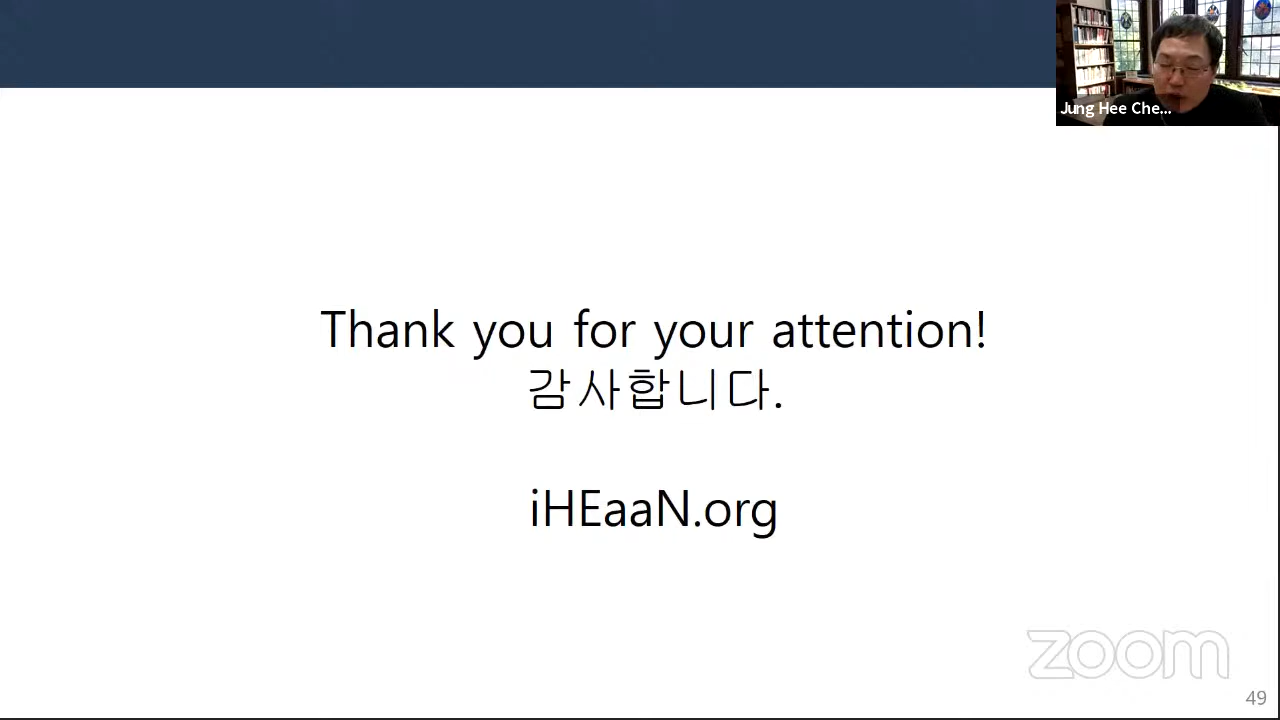 Jung Hee Che...
Thank you for your attention!
감사합니다.
iHEaaN.org
zoom
49